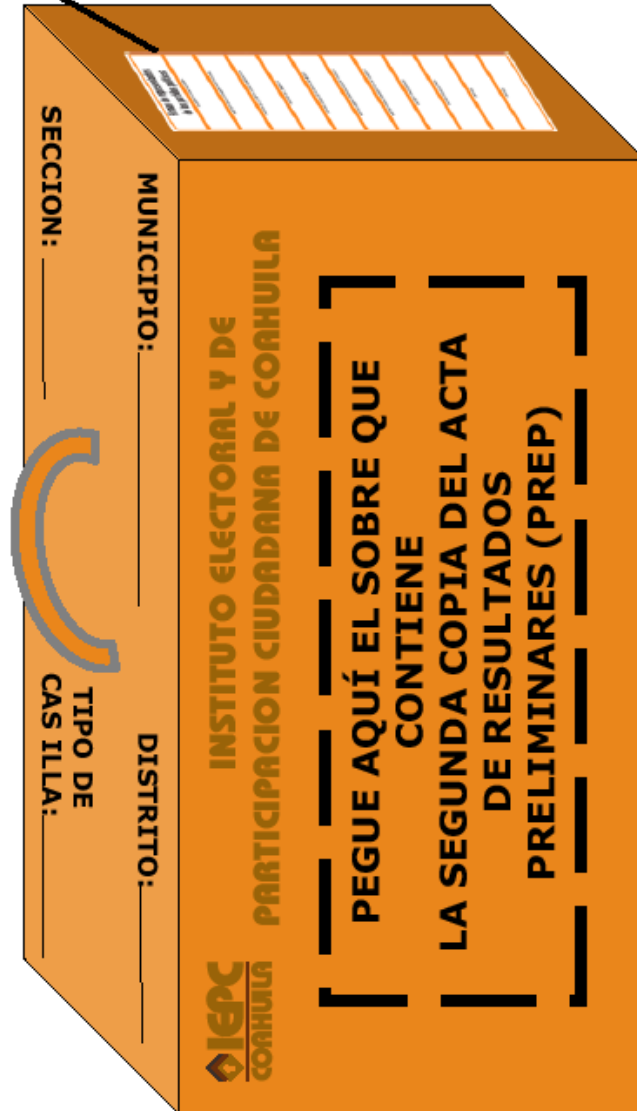 SECCION:
MUNICIPIO:
TIPO DE
CAS ILLA:
DISTRITO:
IEPC
COAHUILA
INSTITUTO ELECTORAL Y DE
PARTICIPACION CIUDADANA DE COAHUILA
PEGUE AQUÍ EL SOBRE QUE
CONTIENE
LA SEGUNDA COPIA DEL ACTA
DE RESULTADOS
PRELIMINARES (PREP)